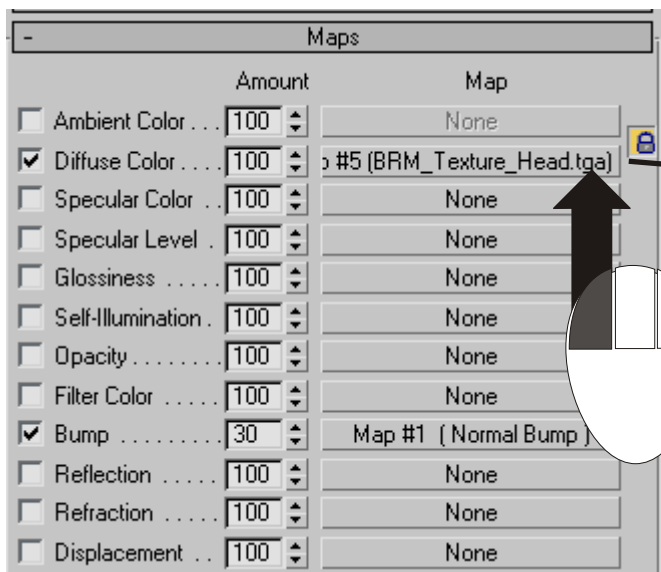 - Maps
Amount Map
Ambient Color . . . 100 None
Diffuse Color . . . . 100 #5 (BRM_Texture_Head.tga)
Specular Color . . 100 None
Specular Level . 100 None
Glossiness . . . . . 100 None
Self-Illumination . 100 None
Opacity . . . . . . . . 100 None
Filter Color . . . . . 100 None
Bump . . . . . . . . . 30 Map #1 ( Normal Bump )
Reflection . . . . . 100 None
Refraction . . . . . 100 None
Displacement . . 100 None